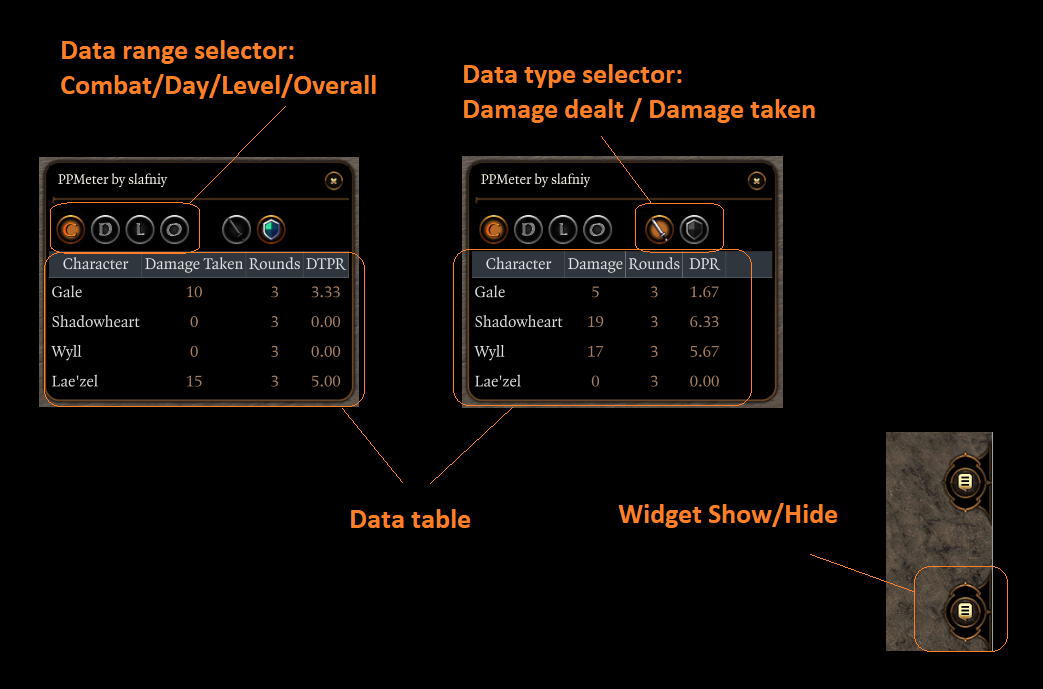 Data range selector:
Combat/Day/Level/Overall
Data type selector:
Damage dealt / Damage taken
PPMeter by slafniy
C D L O
Character Damage Taken Rounds DTPR
Gale 10 3 3.33
Shadowheart 0 3 0.00
Wyll 0 3 0.00
Lae'zel 15 3 5.00
PPMeter by slafniy
C D L O
Character Damage Rounds DPR
Gale 5 3 1.67
Shadowheart 19 3 6.33
Wyll 17 3 5.67
Lae'zel 0 3 0.00
Data table
Widget Show/Hide